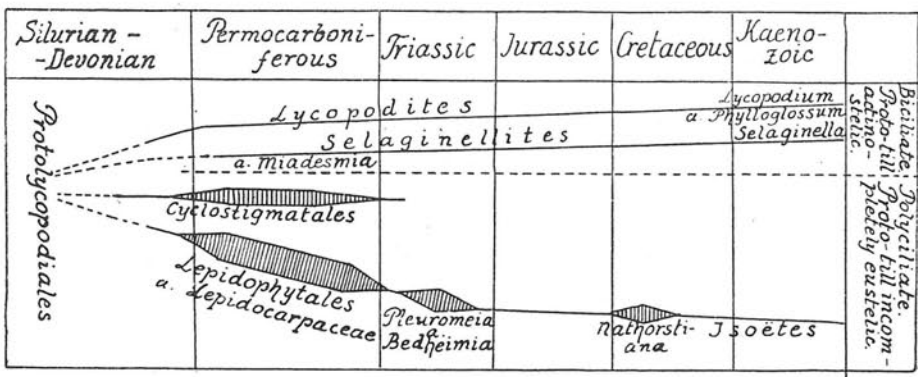 Silurian -
-Devonian
Permocarboni-
ferous
Triassic
Jurassic
Cretaceous
Kaeno-
zoic
Protolycopodiales
Lycopodites
Lycopodium
a. Phylloglossum
Selaginellites
Selaginella
a. Miadesmia
Cyclostigmatales
Lepidophytales
a. Lepidocarpaceae
Pleuromeia
a
Bedheimia
Nathorsti-
ana
Isoëtes
Biciliate.
Proto- till
actino-
stelic.
Polyciliate.
Proto- till incom-
pletely eustelic.